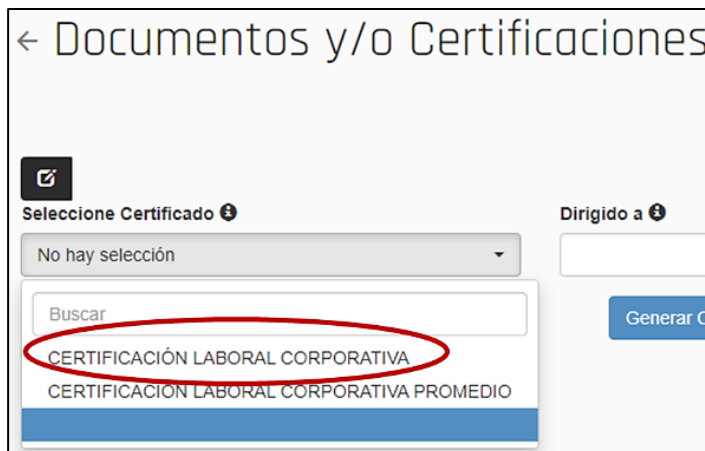 ← Documentos y/o Certificaciones
Seleccione Certificado
Dirigido a
No hay selección
Buscar
Generar C
CERTIFICACIÓN LABORAL CORPORATIVA
CERTIFICACIÓN LABORAL CORPORATIVA PROMEDIO